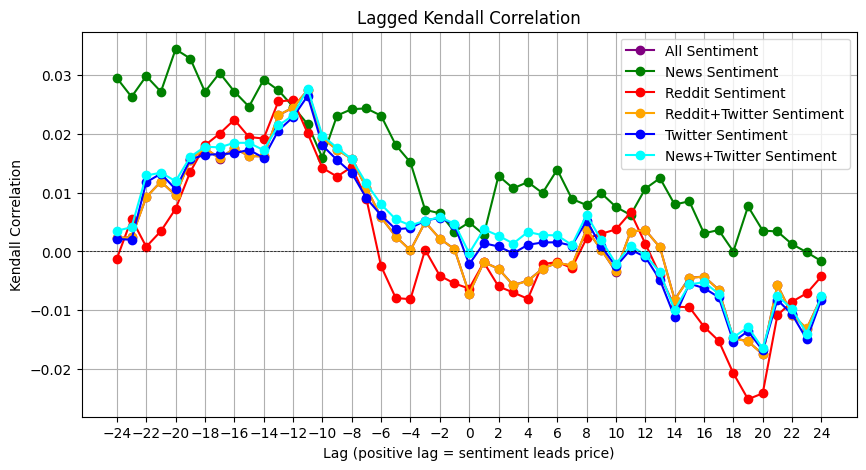 Lagged Kendall Correlation
All Sentiment
News Sentiment
Reddit Sentiment
Reddit+Twitter Sentiment
Twitter Sentiment
News+Twitter Sentiment
Kendall Correlation
0.03
0.02
0.01
0.00
−0.01
−0.02
−24 −22 −20 −18 −16 −14 −12 −10 −8 −6 −4 −2 0 2 4 6 8 10 12 14 16 18 20 22 24
Lag (positive lag = sentiment leads price)